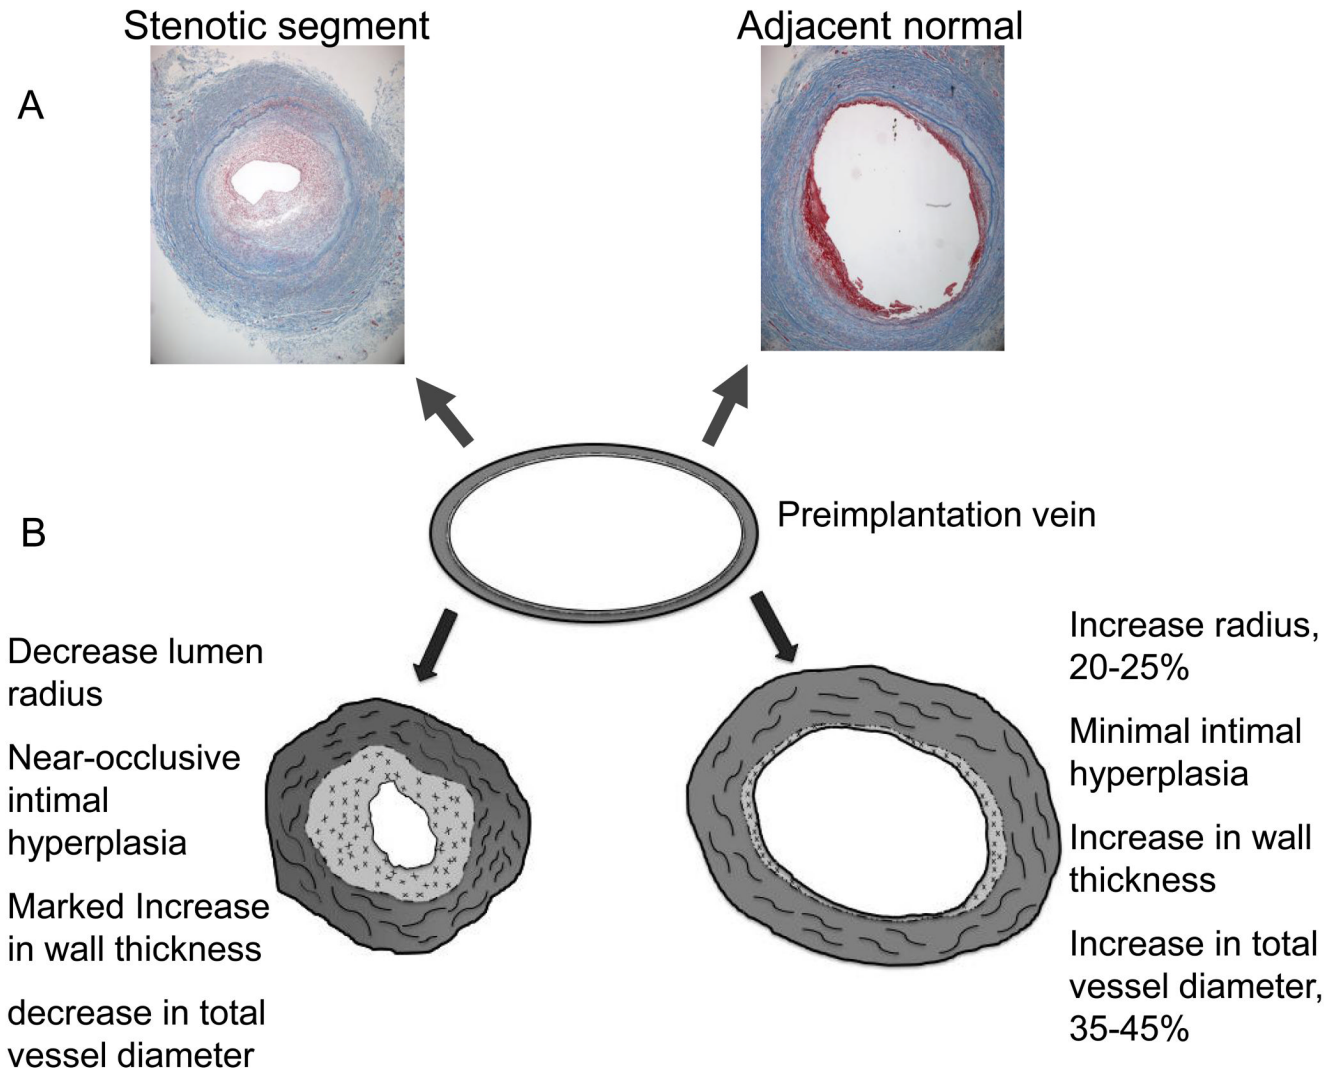 Stenotic segment
Adjacent normal
A
B
Preimplantation vein
Decrease lumen
radius
Near-occlusive
intimal
hyperplasia
Marked Increase
in wall thickness
decrease in total
vessel diameter
Increase radius,
20-25%
Minimal intimal
hyperplasia
Increase in wall
thickness
Increase in total
vessel diameter,
35-45%